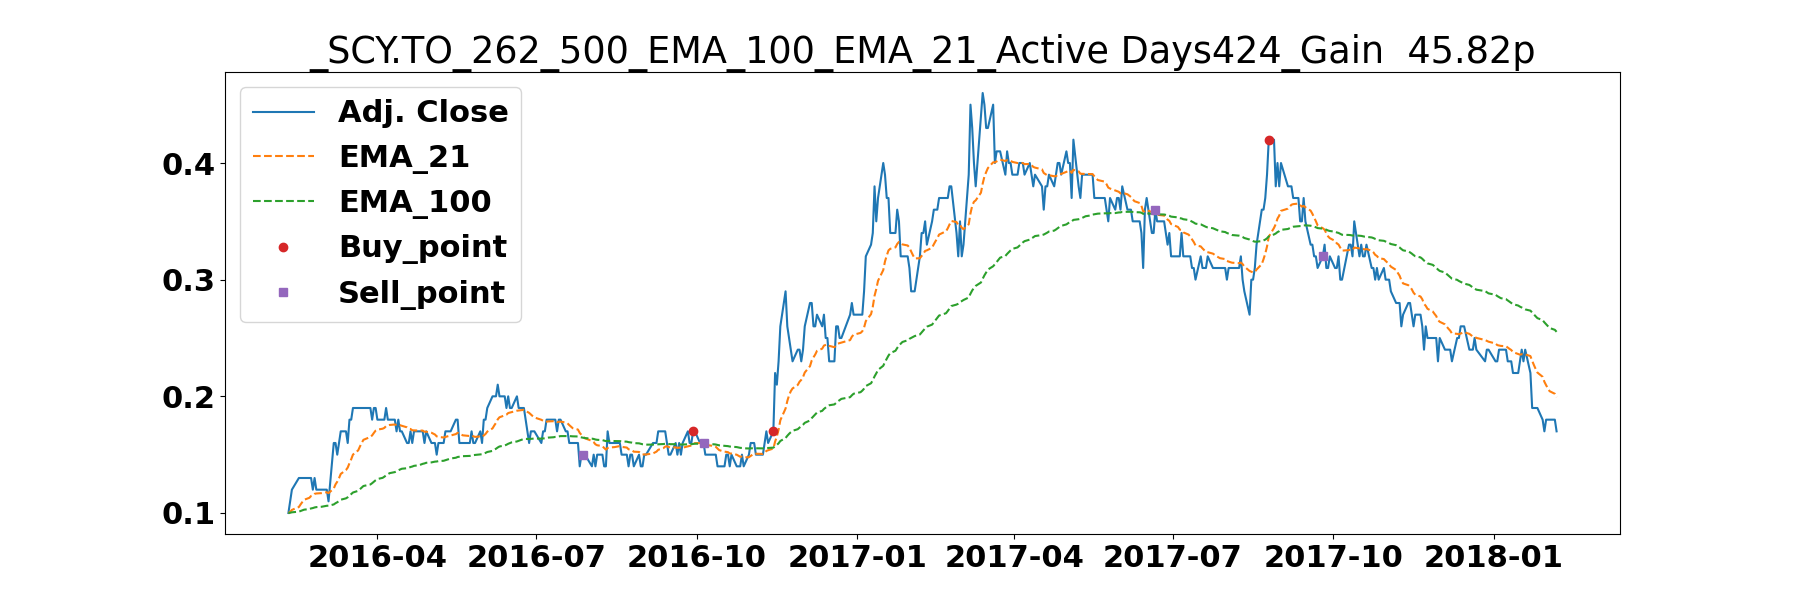 _SCY.TO_262_500_EMA_100_EMA_21_Active Days424_Gain  45.82p
Adj. Close
EMA_21
EMA_100
Buy_point
Sell_point
0.4
0.3
0.2
0.1
2016-04 2016-07 2016-10 2017-01 2017-04 2017-07 2017-10 2018-01